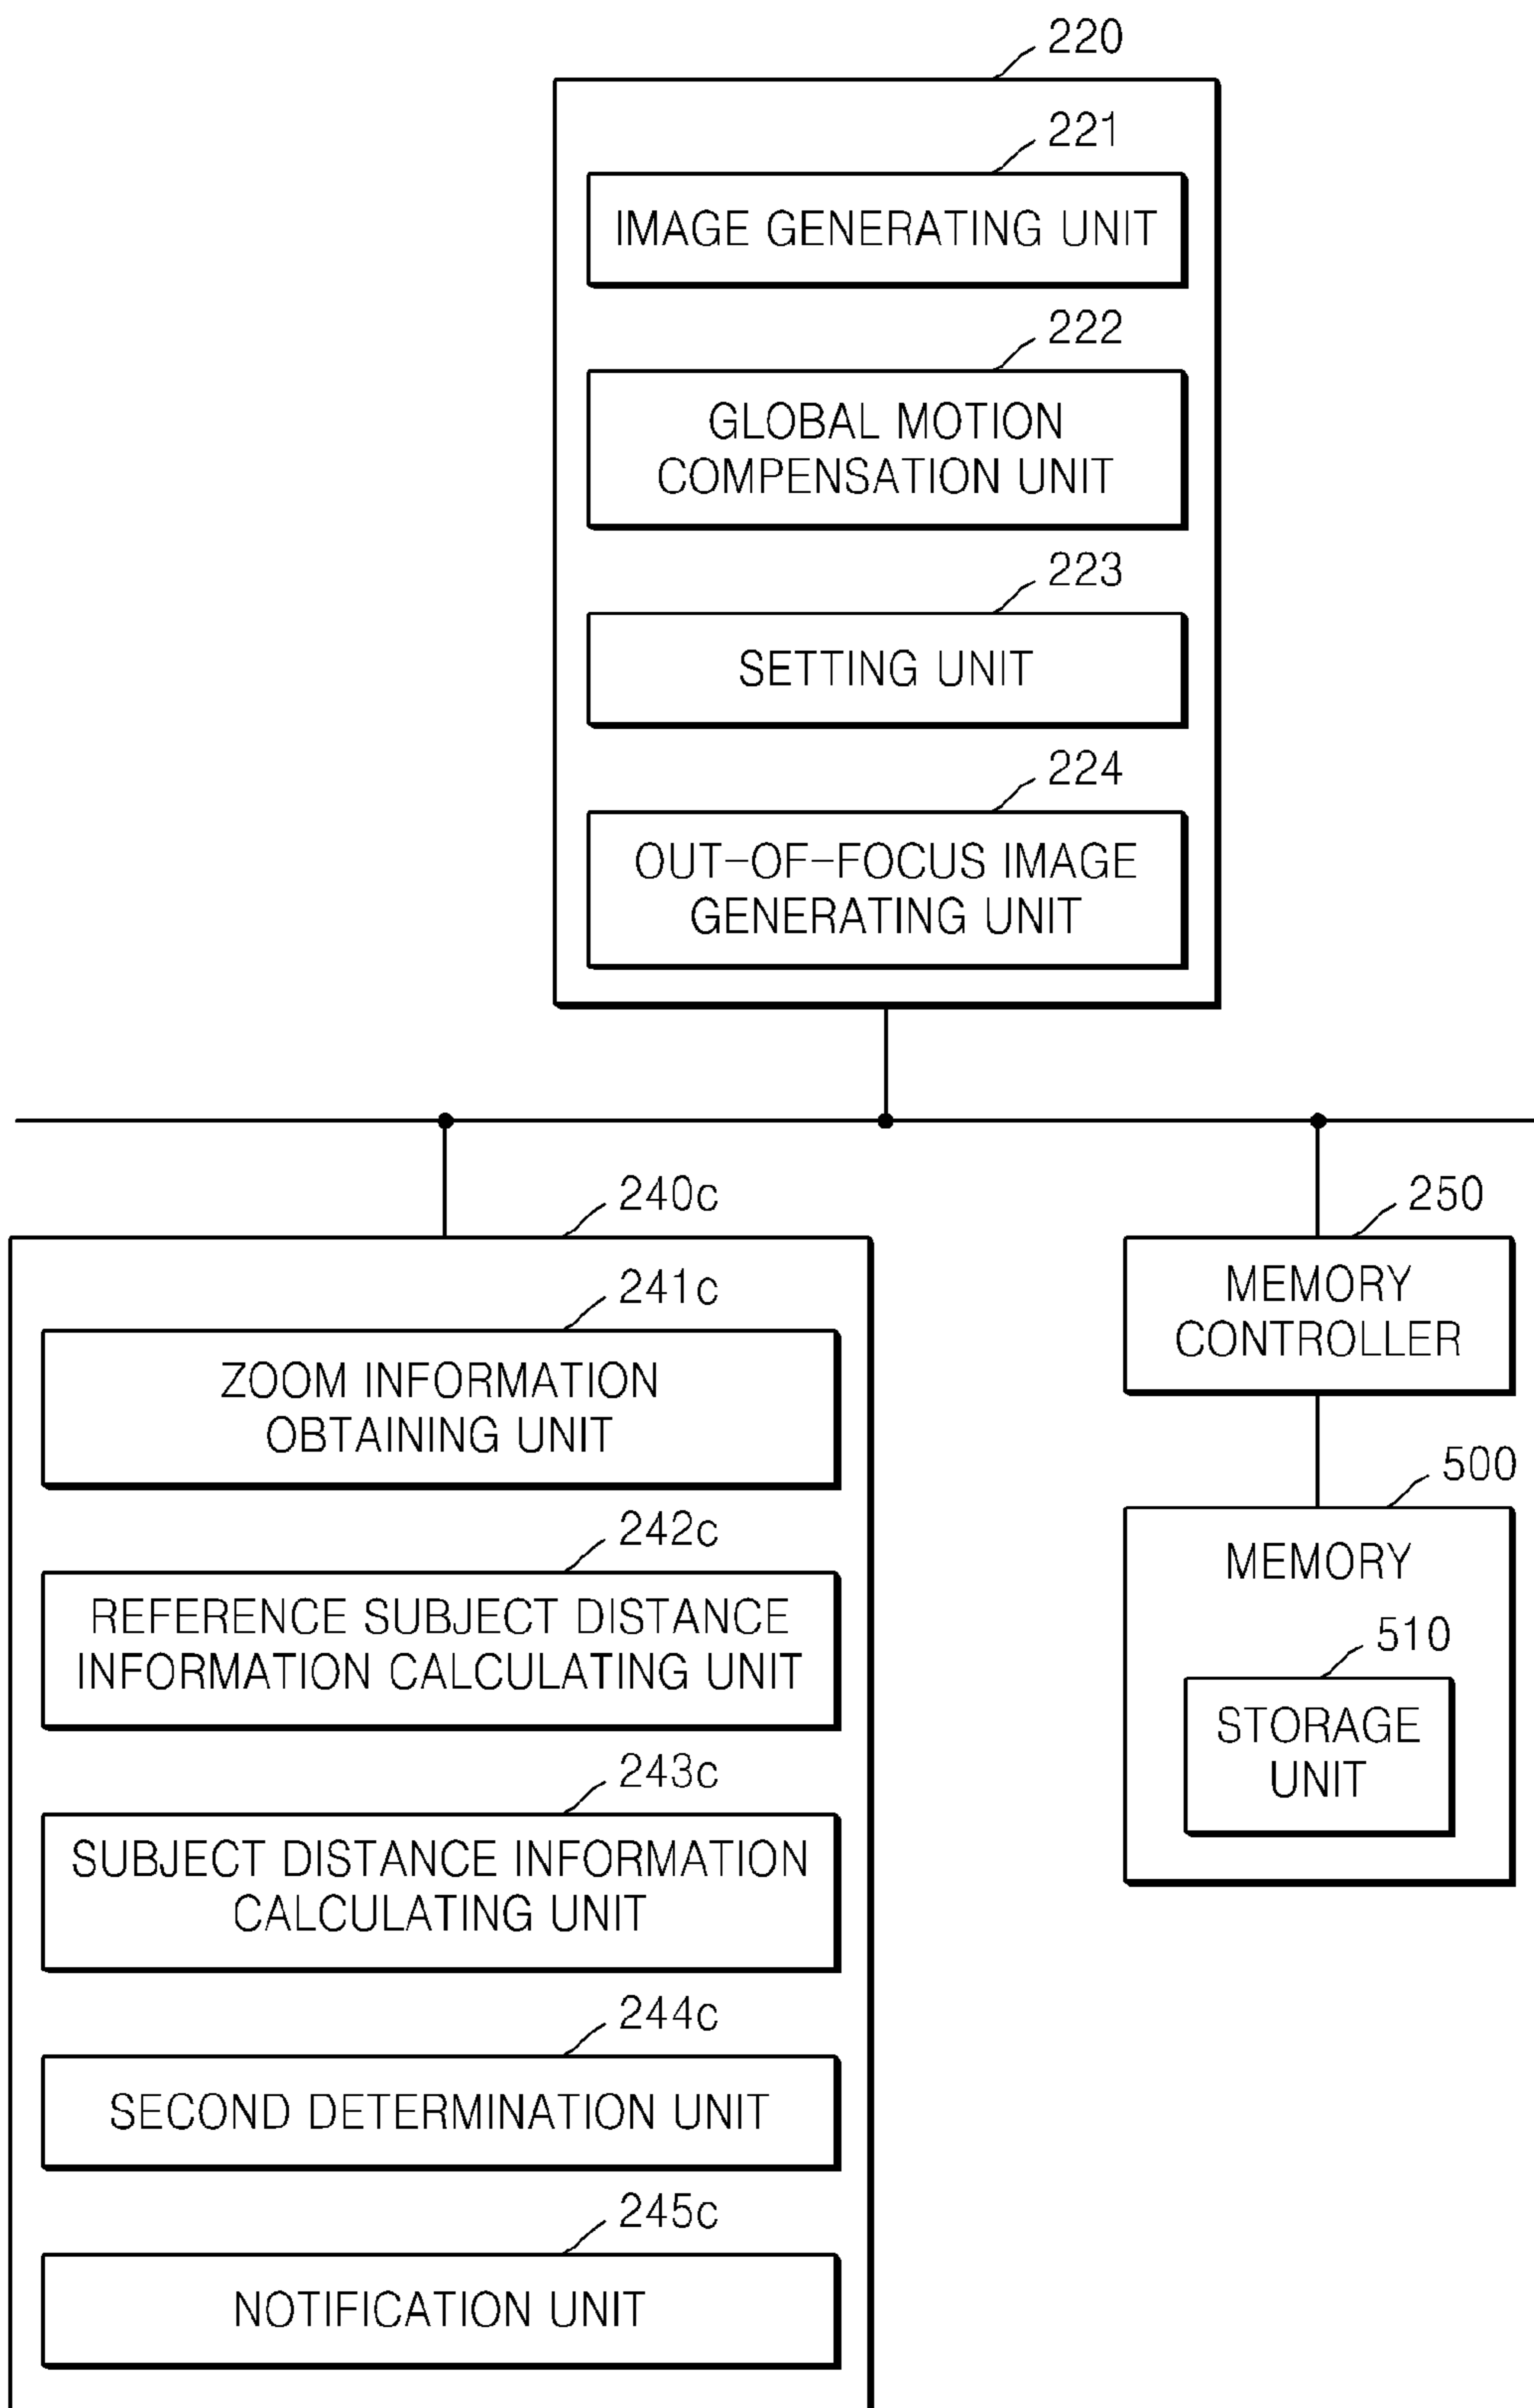 220
221
IMAGE GENERATING UNIT
222
GLOBAL MOTION
COMPENSATION UNIT
223
SETTING UNIT
224
OUT-OF-FOCUS IMAGE
GENERATING UNIT
240c
241c
ZOOM INFORMATION
OBTAINING UNIT
242c
REFERENCE SUBJECT DISTANCE
INFORMATION CALCULATING UNIT
243c
SUBJECT DISTANCE INFORMATION
CALCULATING UNIT
244c
SECOND DETERMINATION UNIT
245c
NOTIFICATION UNIT
250
MEMORY
CONTROLLER
500
MEMORY
510
STORAGE
UNIT